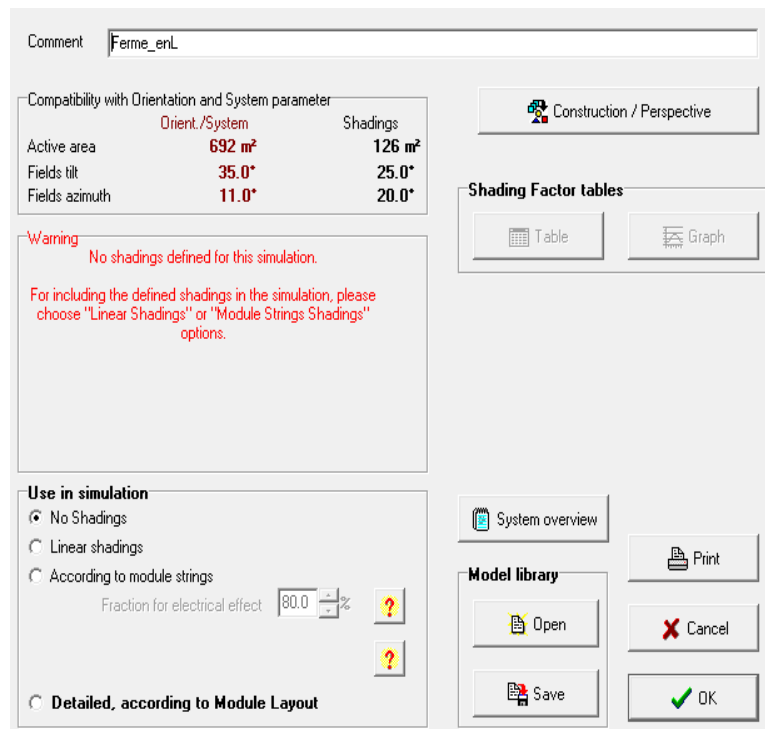 Comment Ferme_enL
Compatibility with Orientation and System parameter
Orient./System Shadings
Active area 692 m² 126 m²
Fields tilt 35.0° 25.0°
Fields azimuth 11.0° 20.0°
Construction / Perspective
Shading Factor tables
Table Graph
Warning
No shadings defined for this simulation.
For including the defined shadings in the simulation, please
choose "Linear Shadings" or "Module Strings Shadings"
options.
Use in simulation
No Shadings
Linear shadings
According to module strings
Fraction for electrical effect 80.0 % ?
?
Detailed, according to Module Layout
System overview
Model library
Open
Save
Print
Cancel
OK